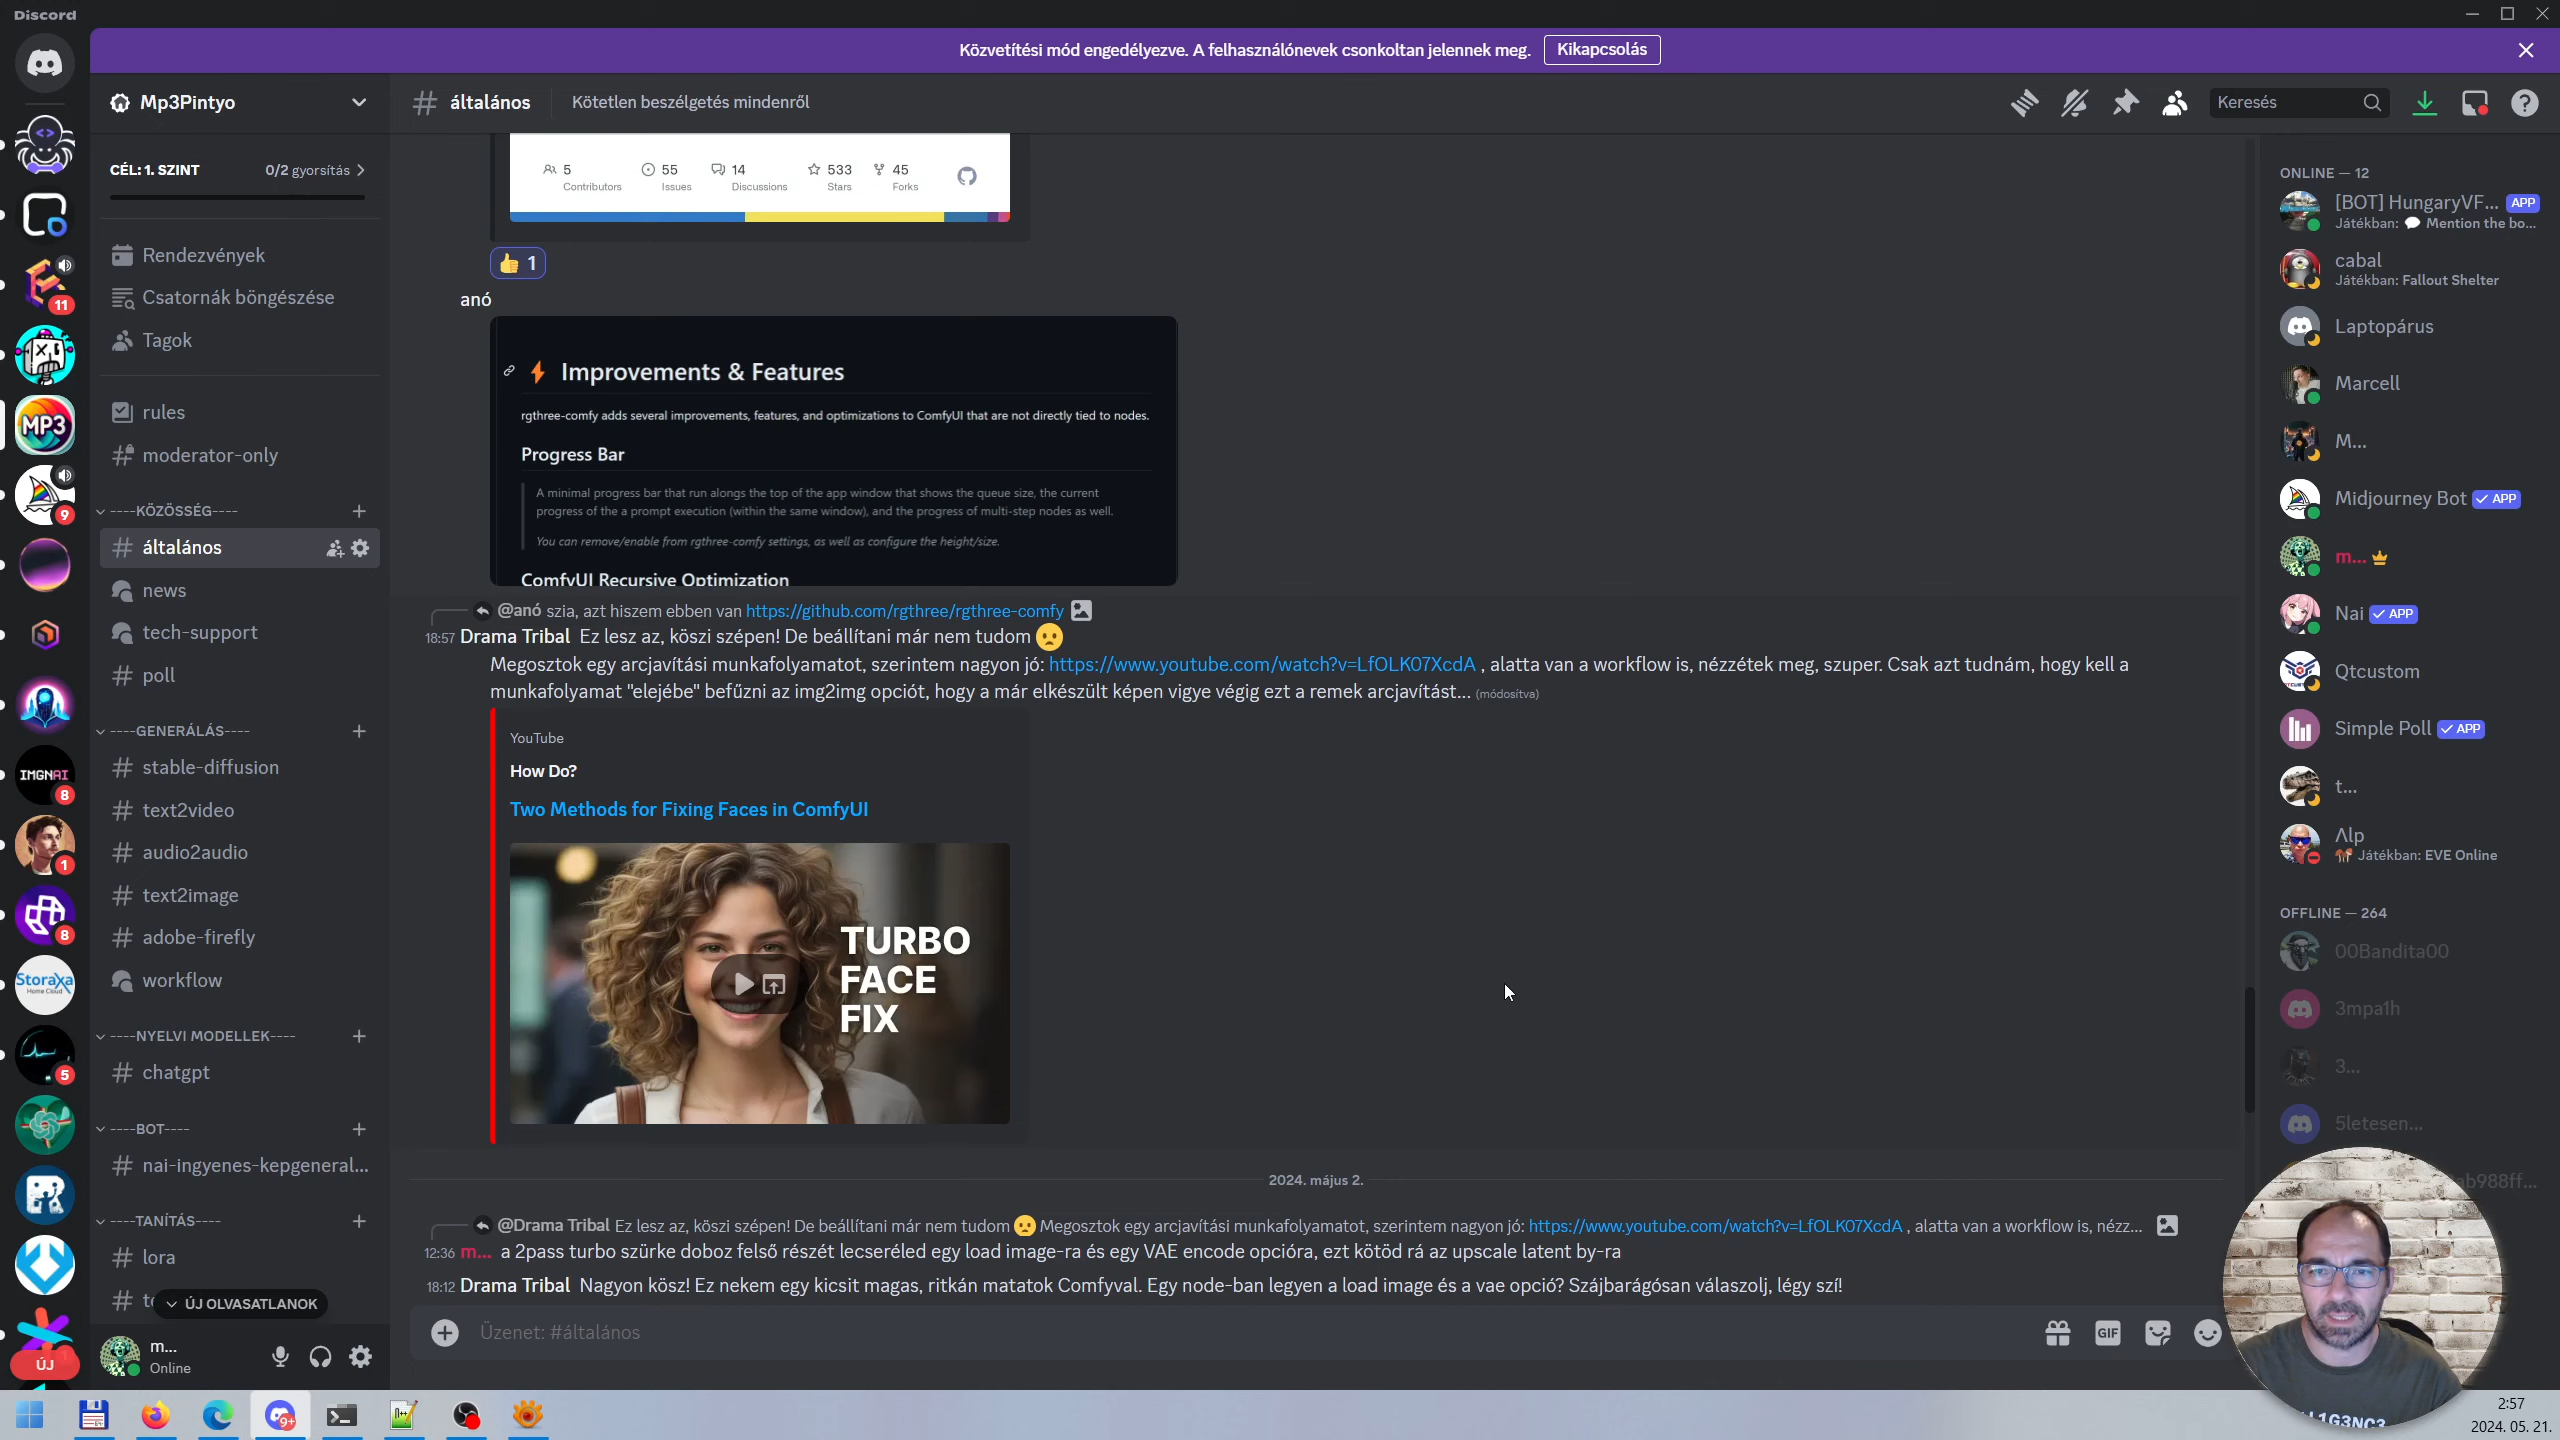 Discord
Közvetítési mód engedélyezve. A felhasználónevek csonkoltan jelennek meg.
Kikapcsolás
Mp3Pintyo
általános
Kötetlen beszélgetés mindenről
Keresés
CÉL: 1. SZINT
0/2 gyorsítás
Rendezvények
Csatornák böngészése
Tagok
rules
moderator-only
----KÖZÖSSÉG----
általános
news
tech-support
poll
----GENERÁLÁS----
stable-diffusion
text2video
audio2audio
text2image
adobe-firefly
workflow
----NYELVI MODELLEK----
chatgpt
----BOT----
nai-ingyenes-kepgeneral...
----TANÍTÁS----
lora
ÚJ OLVASATLANOK
m...
Online
11
MP3
9
IMGNAI
8
1
8
StoraXa
Home Cloud
5
ÚJ
5 Contributors
55 Issues
14 Discussions
533 Stars
45 Forks
👍 1
anó
Improvements & Features
rgthree-comfy adds several improvements, features, and optimizations to ComfyUI that are not directly tied to nodes.
Progress Bar
A minimal progress bar that run alongs the top of the app window that shows the queue size, the current
progress of the a prompt execution (within the same window), and the progress of multi-step nodes as well.
You can remove/enable from rgthree-comfy settings, as well as configure the height/size.
ComfyUI Recursive Optimization
@anó szia, azt hiszem ebben van https://github.com/rgthree/rgthree-comfy
18:57 Drama Tribal Ez lesz az, köszi szépen! De beállítani már nem tudom 😦
Megosztok egy arcjavítási munkafolyamatot, szerintem nagyon jó: https://www.youtube.com/watch?v=LfOLK07XcdA , alatta van a workflow is, nézzétek meg, szuper. Csak azt tudnám, hogy kell a
munkafolyamat "elejébe" befűzni az img2img opciót, hogy a már elkészült képen vigye végig ezt a remek arcjavítást... (módosítva)
YouTube
How Do?
Two Methods for Fixing Faces in ComfyUI
TURBO
FACE
FIX
2024. május 2.
@Drama Tribal Ez lesz az, köszi szépen! De beállítani már nem tudom 😦 Megosztok egy arcjavítási munkafolyamatot, szerintem nagyon jó: https://www.youtube.com/watch?v=LfOLK07XcdA , alatta van a workflow is, nézz...
12:36 m... a 2pass turbo szürke doboz felső részét lecseréled egy load image-ra és egy VAE encode opcióra, ezt kötöd rá az upscale latent by-ra
18:12 Drama Tribal Nagyon kösz! Ez nekem egy kicsit magas, ritkán matatok Comfyval. Egy node-ban legyen a load image és a vae opció? Szájbarágósan válaszolj, légy szí!
Üzenet: #általános
GIF
ONLINE — 12
[BOT] HungaryVF... APP
Játékban: 💬 Mention the bo...
cabal
Játékban: Fallout Shelter
Laptopárus
Marcell
M...
Midjourney Bot APP
m...
Nai APP
Qtcustom
Simple Poll APP
t...
Λlp
Játékban: EVE Online
OFFLINE — 264
00Bandita00
3mpa1h
3...
5letesen...
ab988ff...
9+
2:57
2024. 05. 21.